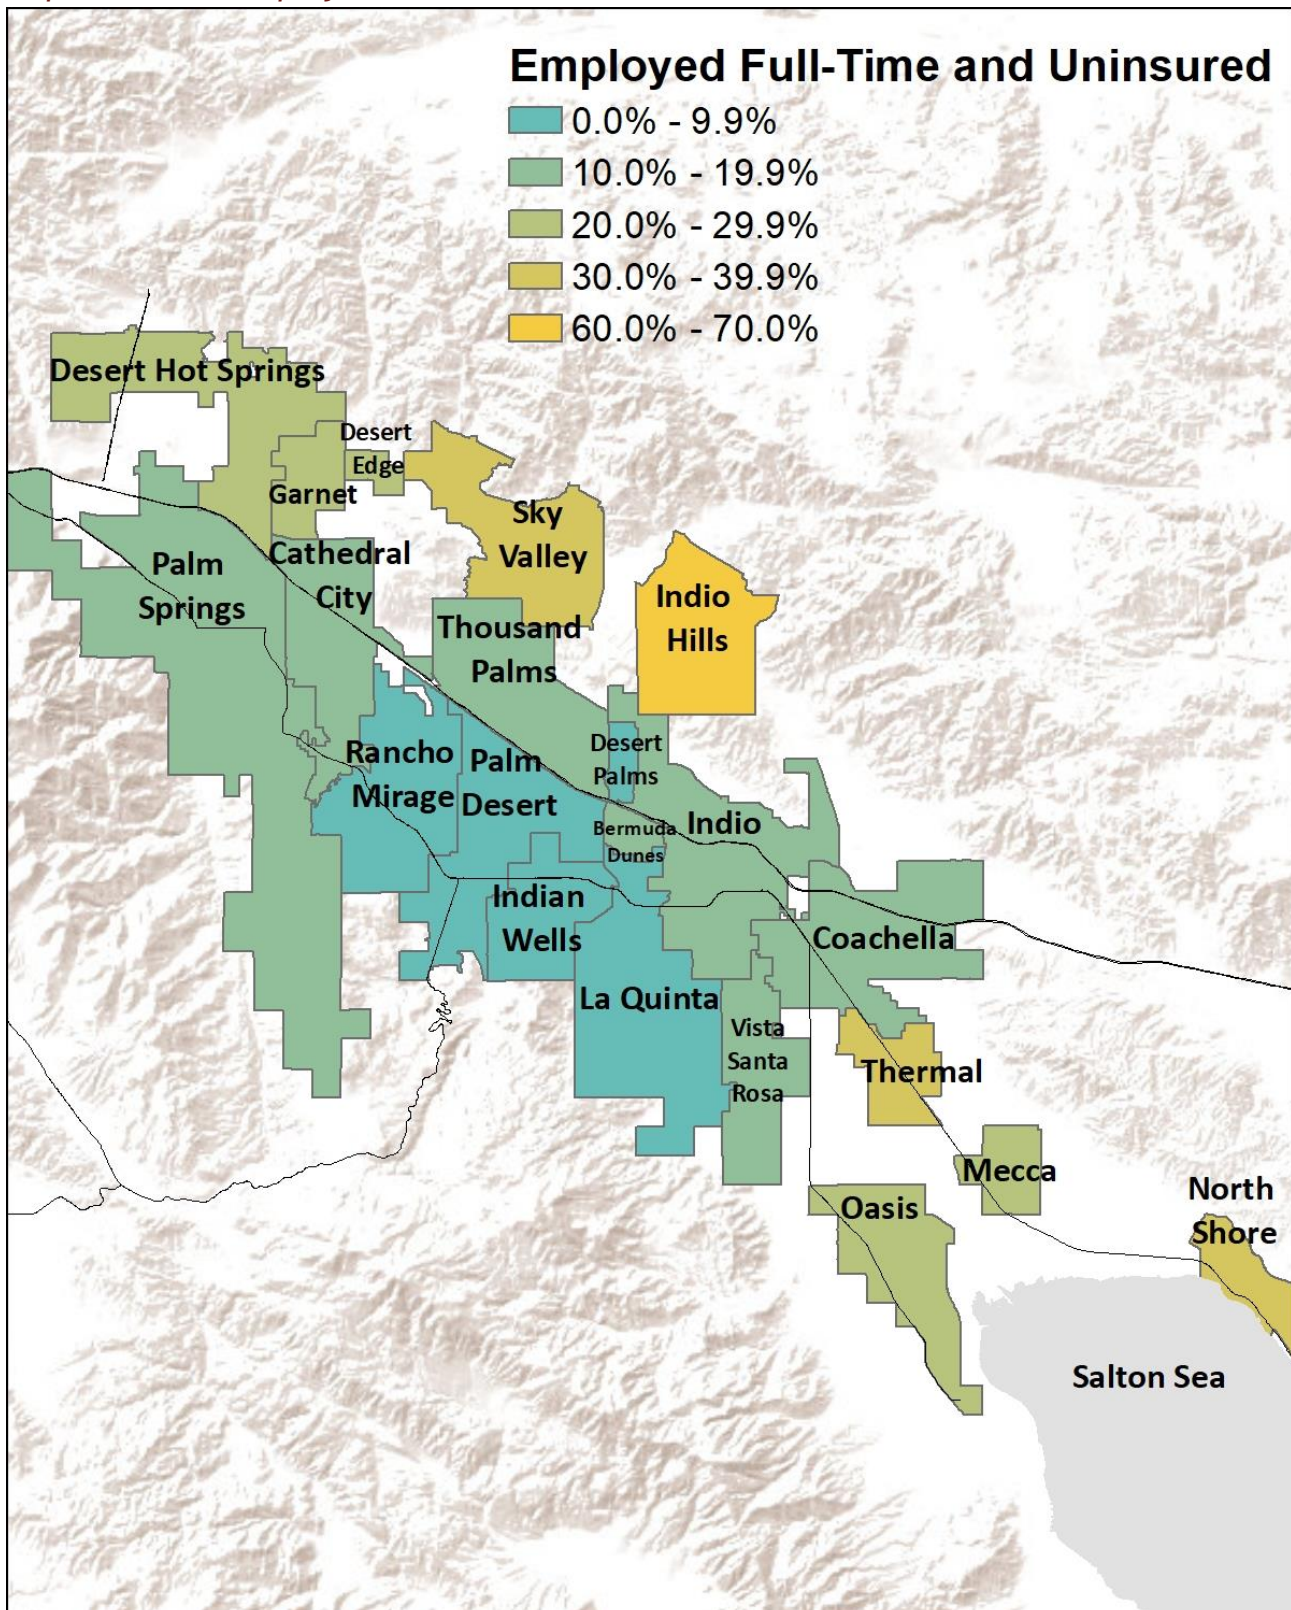 Employed Full-Time and Uninsured
0.0% - 9.9%
10.0% - 19.9%
20.0% - 29.9%
30.0% - 39.9%
60.0% - 70.0%
Desert Hot Springs
Desert
Edge
Garnet
Sky
Valley
Cathedral
City
Palm
Springs
Indio
Hills
Thousand
Palms
Rancho
Mirage
Palm
Desert
Desert
Palms
Bermuda
Dunes
Indio
Indian
Wells
Coachella
La Quinta
Vista
Santa
Rosa
Thermal
Mecca
Oasis
North
Shore
Salton Sea